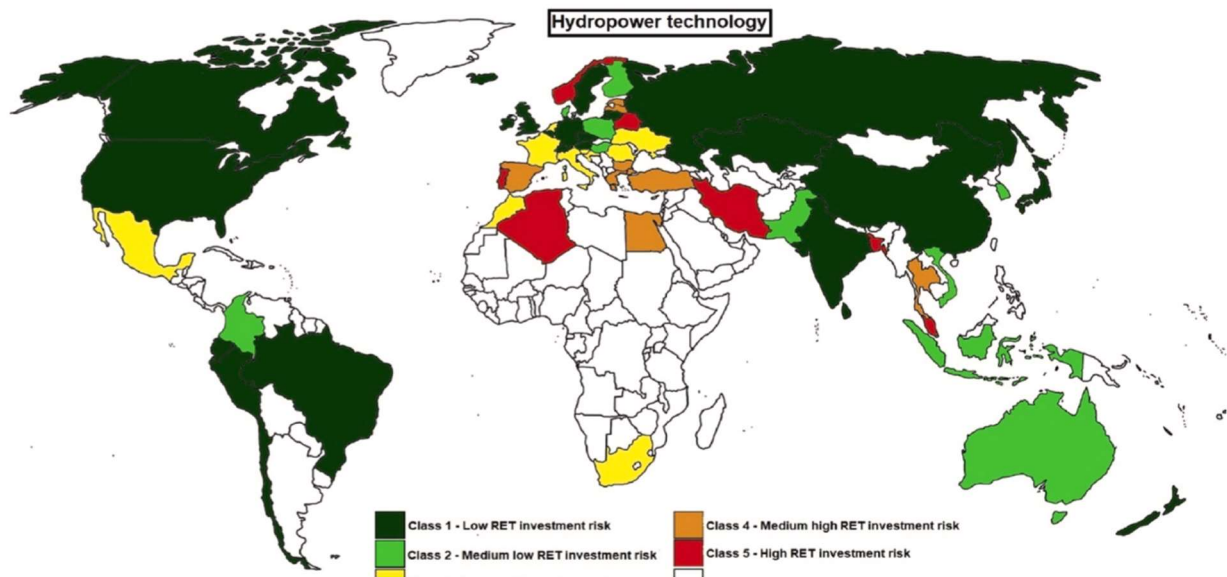 Hydropower technology
Class 1 - Low RET investment risk
Class 2 - Medium low RET investment risk
Class 4 - Medium high RET investment risk
Class 5 - High RET investment risk